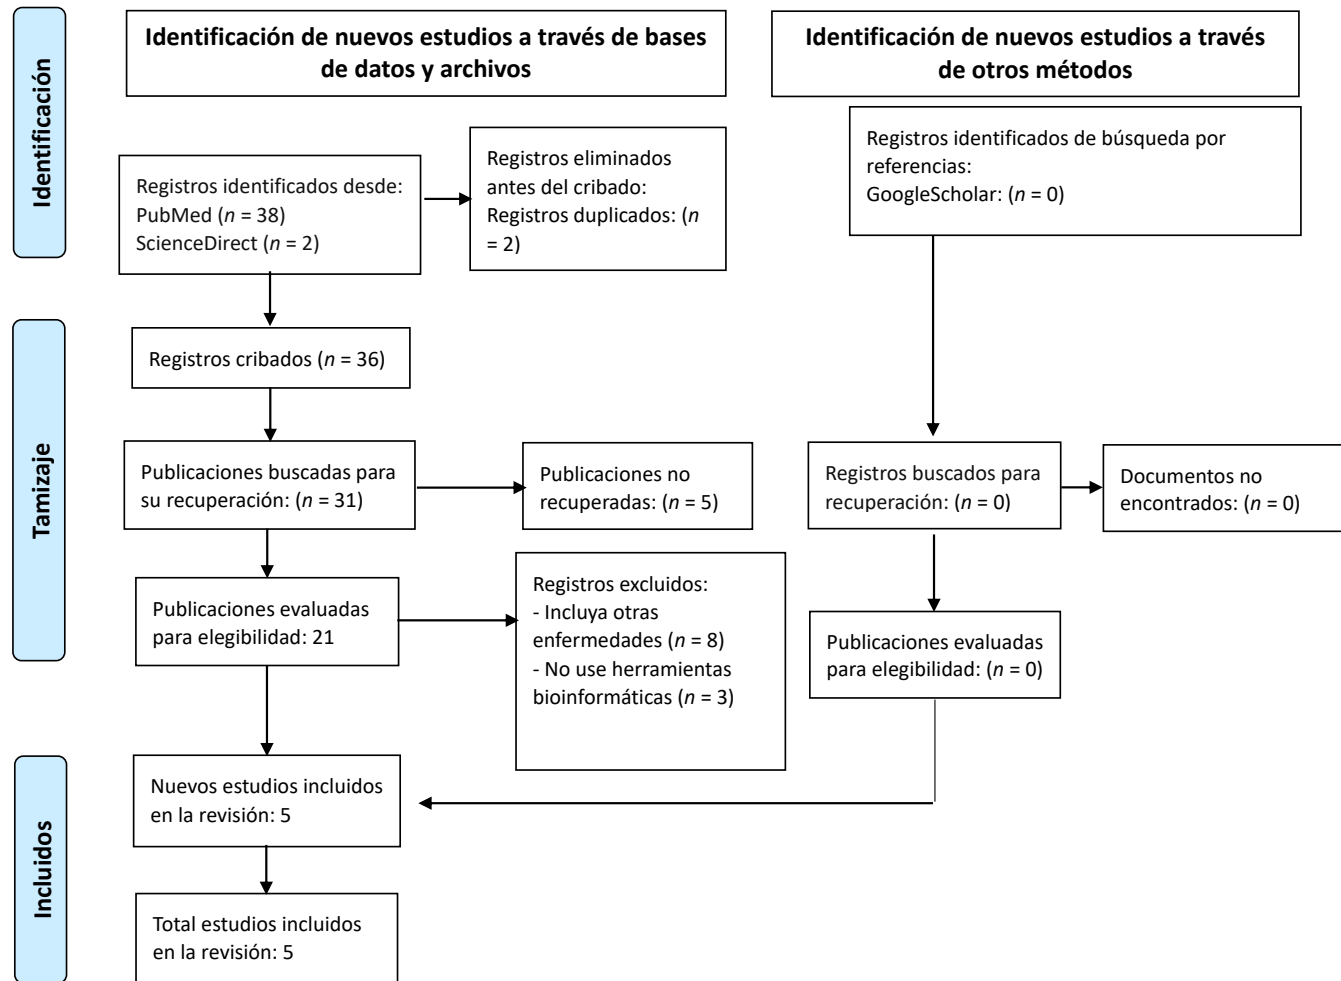 Identificación
Identificación de nuevos estudios a través de bases
de datos y archivos
Identificación de nuevos estudios a través
de otros métodos
Registros identificados desde:
PubMed (n = 38)
ScienceDirect (n = 2)
Registros eliminados
antes del cribado:
Registros duplicados: (n
= 2)
Registros identificados de búsqueda por
referencias:
GoogleScholar: (n = 0)
Tamizaje
Registros cribados (n = 36)
Publicaciones buscadas para
su recuperación: (n = 31)
Publicaciones no
recuperadas: (n = 5)
Registros buscados para
recuperación: (n = 0)
Documentos no
encontrados: (n = 0)
Publicaciones evaluadas
para elegibilidad: 21
Registros excluidos:
- Incluya otras
enfermedades (n = 8)
- No use herramientas
bioinformáticas (n = 3)
Publicaciones evaluadas
para elegibilidad: (n = 0)
Incluidos
Nuevos estudios incluidos
en la revisión: 5
Total estudios incluidos
en la revisión: 5